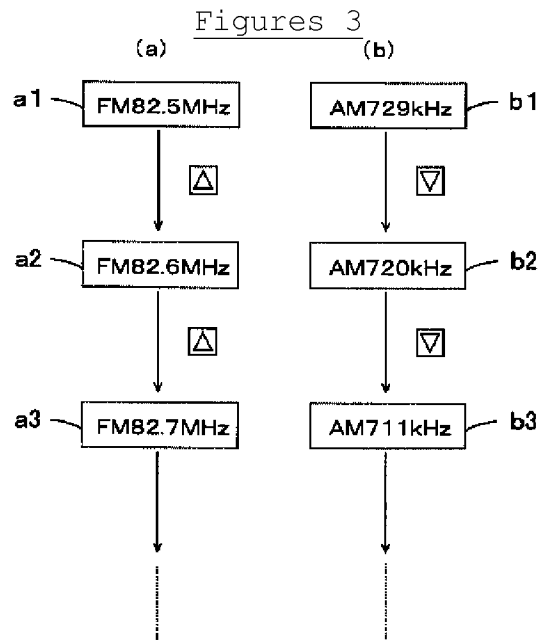 Figures 3
(a) (b)
a1 FM82.5MHz AM729kHz b1
△ ▽
a2 FM82.6MHz AM720kHz b2
△ ▽
a3 FM82.7MHz AM711kHz b3